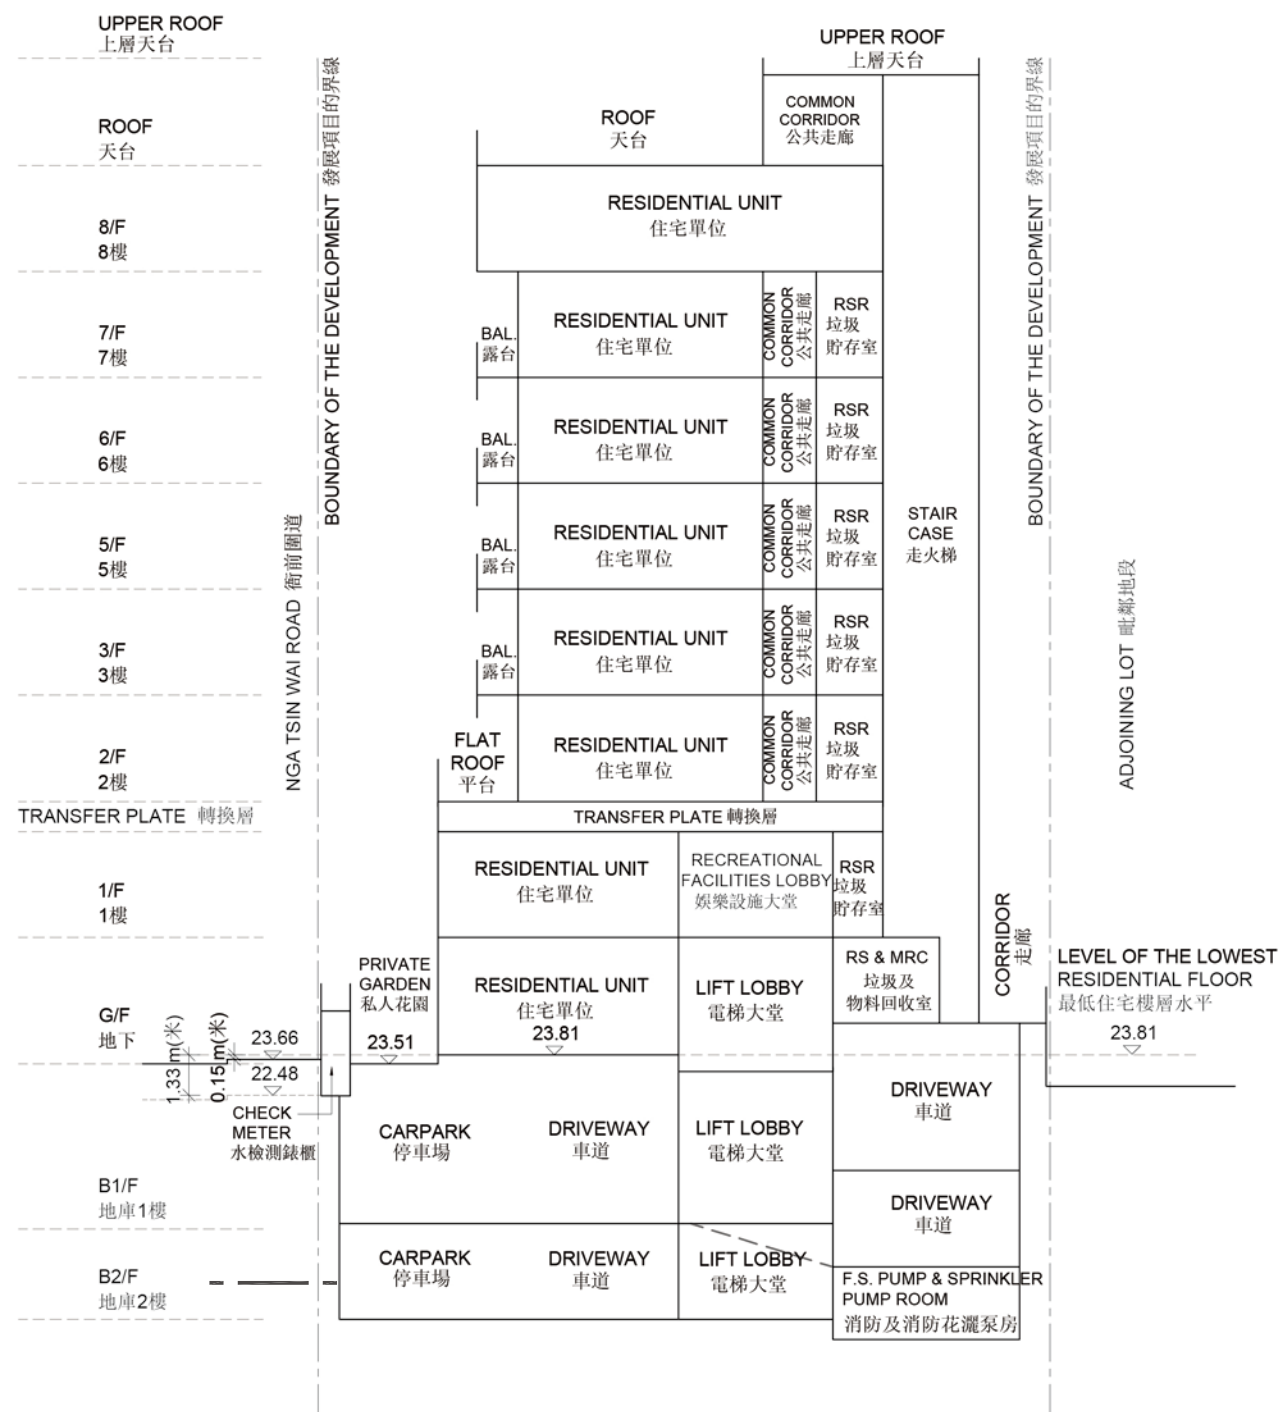 UPPER ROOF
上層天台
ROOF
天台
8/F
8樓
7/F
7樓
6/F
6樓
5/F
5樓
3/F
3樓
2/F
2樓
TRANSFER PLATE 轉換層
1/F
1樓
G/F
地下
B1/F
地庫1樓
B2/F
地庫2樓
NGA TSIN WAI ROAD 衙前圍道
BOUNDARY OF THE DEVELOPMENT 發展項目的界線
UPPER ROOF
上層天台
ROOF
天台
COMMON
CORRIDOR
公共走廊
RESIDENTIAL UNIT
住宅單位
BAL.
露台
RESIDENTIAL UNIT
住宅單位
COMMON
CORRIDOR
公共走廊
RSR
垃圾
貯存室
BAL.
露台
RESIDENTIAL UNIT
住宅單位
COMMON
CORRIDOR
公共走廊
RSR
垃圾
貯存室
BAL.
露台
RESIDENTIAL UNIT
住宅單位
COMMON
CORRIDOR
公共走廊
RSR
垃圾
貯存室
BAL.
露台
RESIDENTIAL UNIT
住宅單位
COMMON
CORRIDOR
公共走廊
RSR
垃圾
貯存室
FLAT
ROOF
平台
RESIDENTIAL UNIT
住宅單位
COMMON
CORRIDOR
公共走廊
RSR
垃圾
貯存室
STAIR
CASE
走火梯
TRANSFER PLATE 轉換層
RESIDENTIAL UNIT
住宅單位
RECREATIONAL
FACILITIES LOBBY
娛樂設施大堂
RSR
垃圾
貯存室
PRIVATE
GARDEN
私人花園
23.51
RESIDENTIAL UNIT
住宅單位
23.81
LIFT LOBBY
電梯大堂
RS & MRC
垃圾及
物料回收室
CORRIDOR
走廊
1.33 m(米)
0.15 m(米)
23.66
22.48
CHECK
METER
水檢測錶櫃
CARPARK
停車場
DRIVEWAY
車道
LIFT LOBBY
電梯大堂
DRIVEWAY
車道
DRIVEWAY
車道
CARPARK
停車場
DRIVEWAY
車道
LIFT LOBBY
電梯大堂
F.S. PUMP & SPRINKLER
PUMP ROOM
消防及消防花灑泵房
BOUNDARY OF THE DEVELOPMENT 發展項目的界線
ADJOINING LOT 毗鄰地段
LEVEL OF THE LOWEST
RESIDENTIAL FLOOR
最低住宅樓層水平
23.81